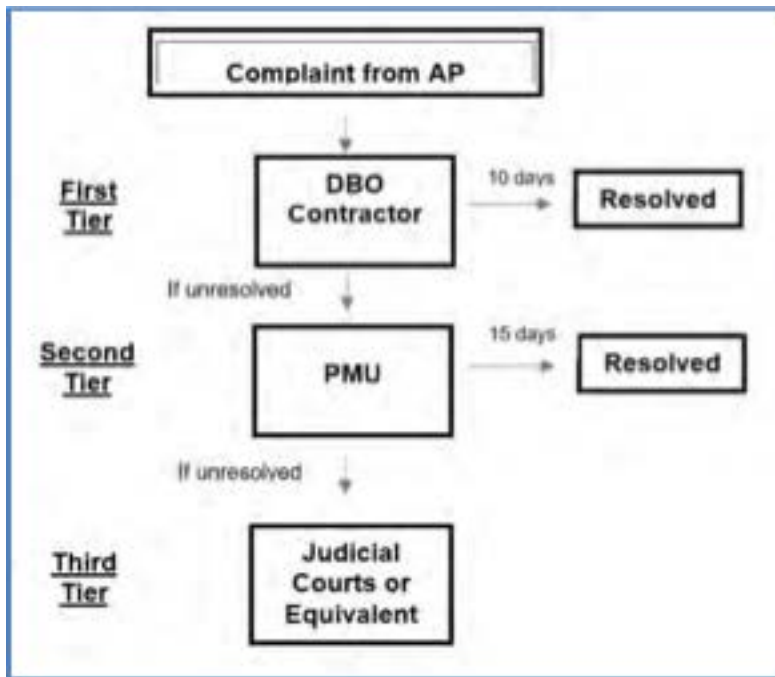 Complaint from AP
First
Tier
DBO
Contractor
10 days
Resolved
If unresolved
Second
Tier
PMU
15 days
Resolved
If unresolved
Third
Tier
Judicial
Courts or
Equivalent